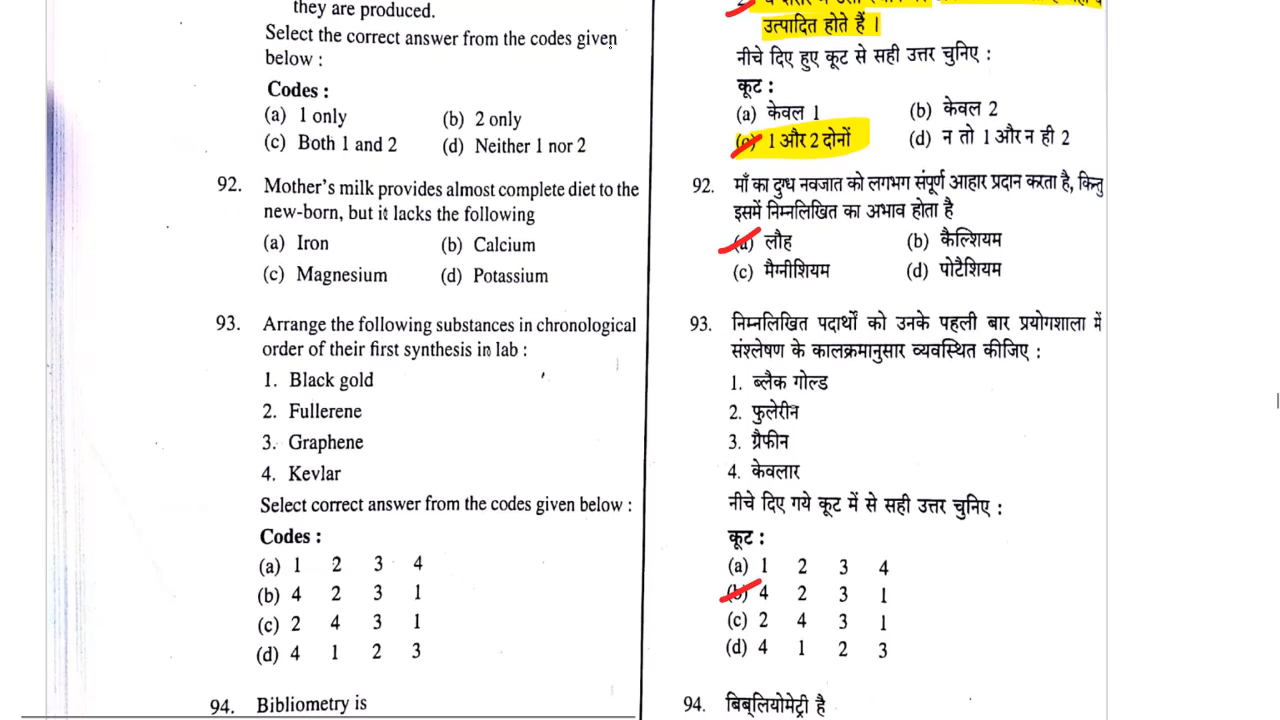 they are produced.
Select the correct answer from the codes given
below :
Codes :
(a) 1 only (b) 2 only
(c) Both 1 and 2 (d) Neither 1 nor 2
92. Mother's milk provides almost complete diet to the
new-born, but it lacks the following
(a) Iron (b) Calcium
(c) Magnesium (d) Potassium
93. Arrange the following substances in chronological
order of their first synthesis in lab :
1. Black gold
2. Fullerene
3. Graphene
4. Kevlar
Select correct answer from the codes given below :
Codes :
(a) 1 2 3 4
(b) 4 2 3 1
(c) 2 4 3 1
(d) 4 1 2 3
94. Bibliometry is
उत्पादित होते हैं ।
नीचे दिए हुए कूट से सही उत्तर चुनिए :
कूट :
(a) केवल 1 (b) केवल 2
(c) 1 और 2 दोनों (d) न तो 1 और न ही 2
92. माँ का दुग्ध नवजात को लगभग संपूर्ण आहार प्रदान करता है, किन्तु
इसमें निम्नलिखित का अभाव होता है
(a) लौह (b) कैल्शियम
(c) मैग्नीशियम (d) पोटैशियम
93. निम्नलिखित पदार्थों को उनके पहली बार प्रयोगशाला में
संश्लेषण के कालक्रमानुसार व्यवस्थित कीजिए :
1. ब्लैक गोल्ड
2. फुलेरीन
3. ग्रैफीन
4. केवलार
नीचे दिए गये कूट में से सही उत्तर चुनिए :
कूट :
(a) 1 2 3 4
(b) 4 2 3 1
(c) 2 4 3 1
(d) 4 1 2 3
94. बिब्लियोमेट्री है